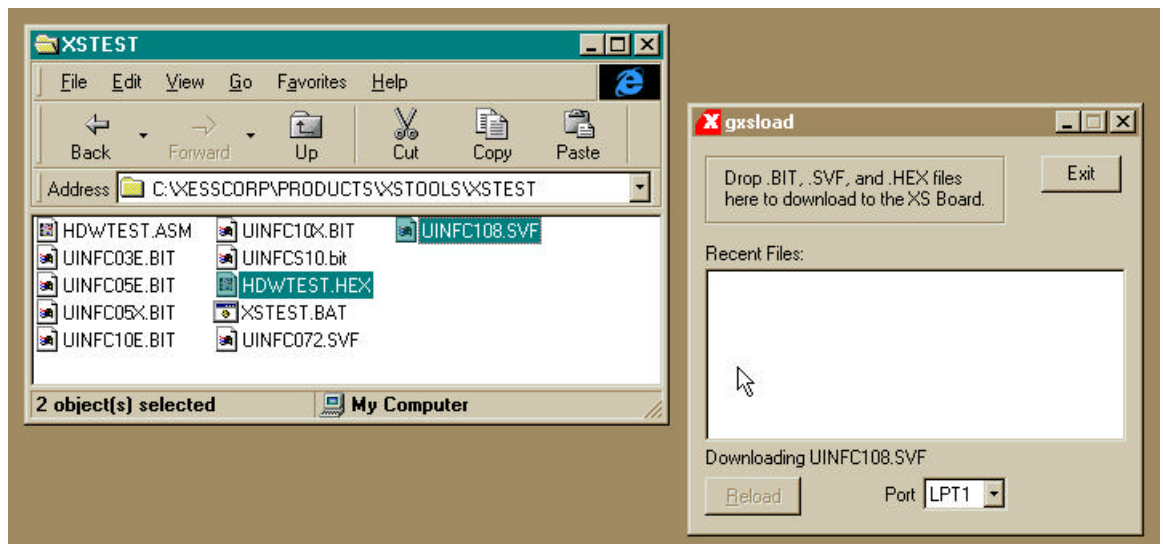 XSTEST
File Edit View Go Favorites Help
Back Forward Up Cut Copy Paste
Address C:\XESSCORP\PRODUCTS\XSTOOLS\XSTEST
HDWTEST.ASM UINFC10X.BIT UINFC108.SVF
UINFC03E.BIT UINFCS10.bit
UINFC05E.BIT HDWTEST.HEX
UINFC05X.BIT XSTEST.BAT
UINFC10E.BIT UINFC072.SVF
2 object(s) selected My Computer
gxsload
Drop .BIT, .SVF, and .HEX files
here to download to the XS Board.
Exit
Recent Files:
Downloading UINFC108.SVF
Reload Port LPT1